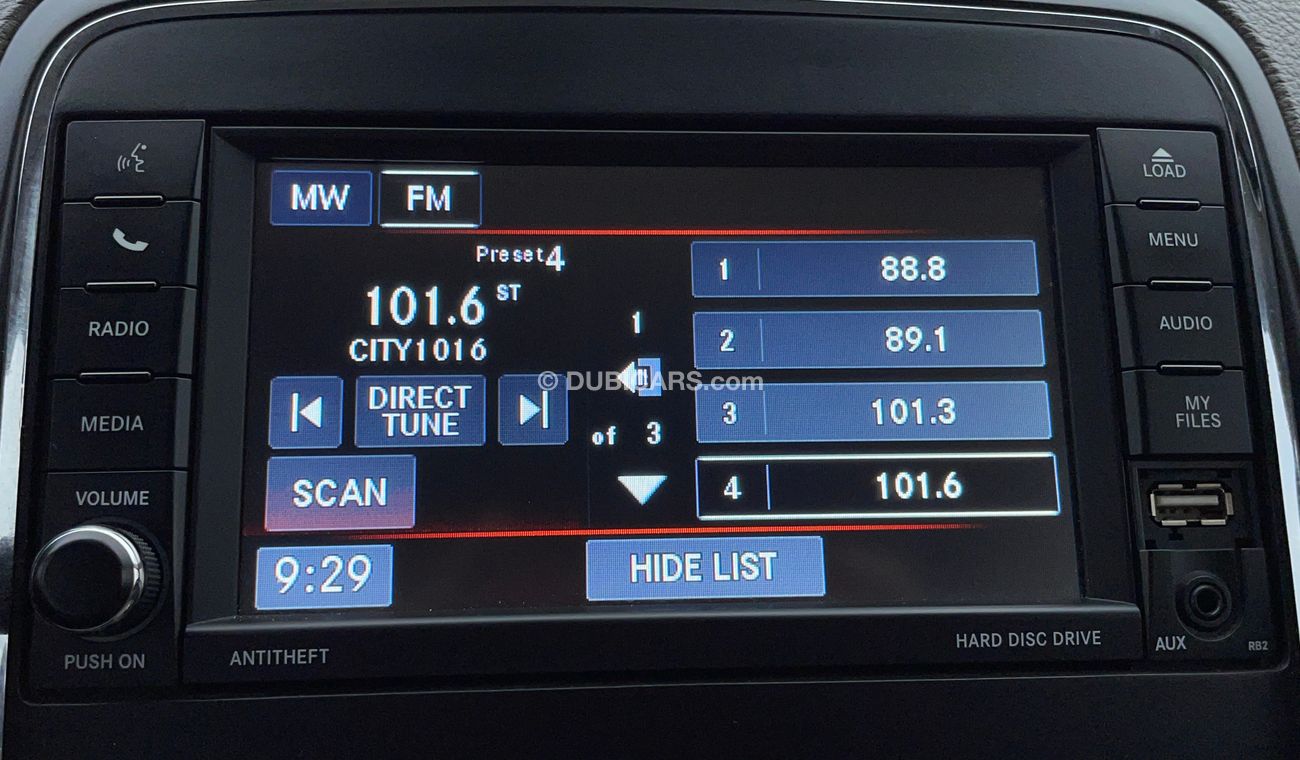 MW FM
Preset 4
101.6 ST
CITY1016
DIRECT
TUNE
SCAN
9:29
1
of 3
1 88.8
2 89.1
3 101.3
4 101.6
HIDE LIST
RADIO
MEDIA
VOLUME
PUSH ON
ANTITHEFT
HARD DISC DRIVE
LOAD
MENU
AUDIO
MY
FILES
AUX
RB2
© DUBICARS.com